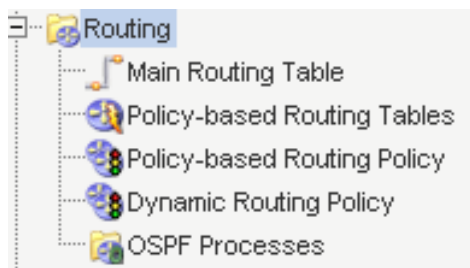 Routing
Main Routing Table
Policy-based Routing Tables
Policy-based Routing Policy
Dynamic Routing Policy
OSPF Processes